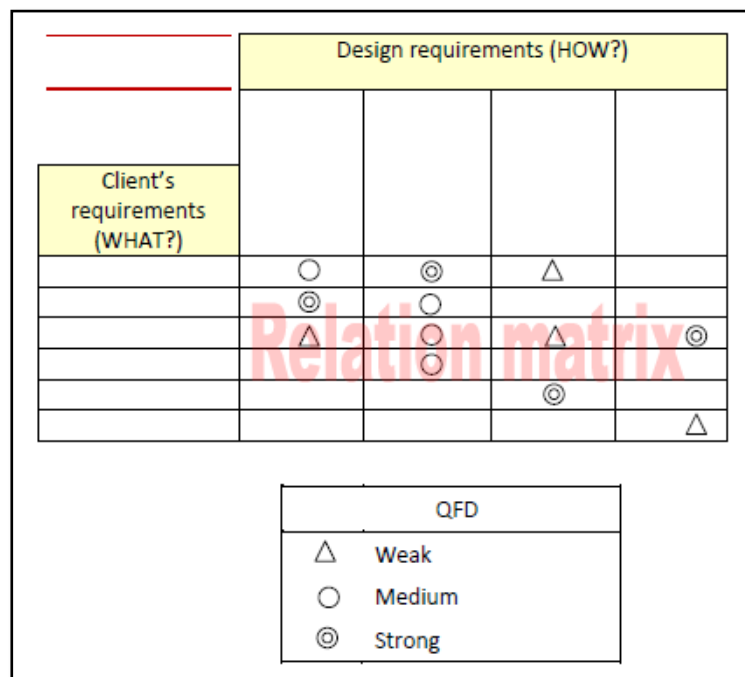 Design requirements (HOW?)
Client's
requirements
(WHAT?)
Relation matrix
QFD
Weak
Medium
Strong